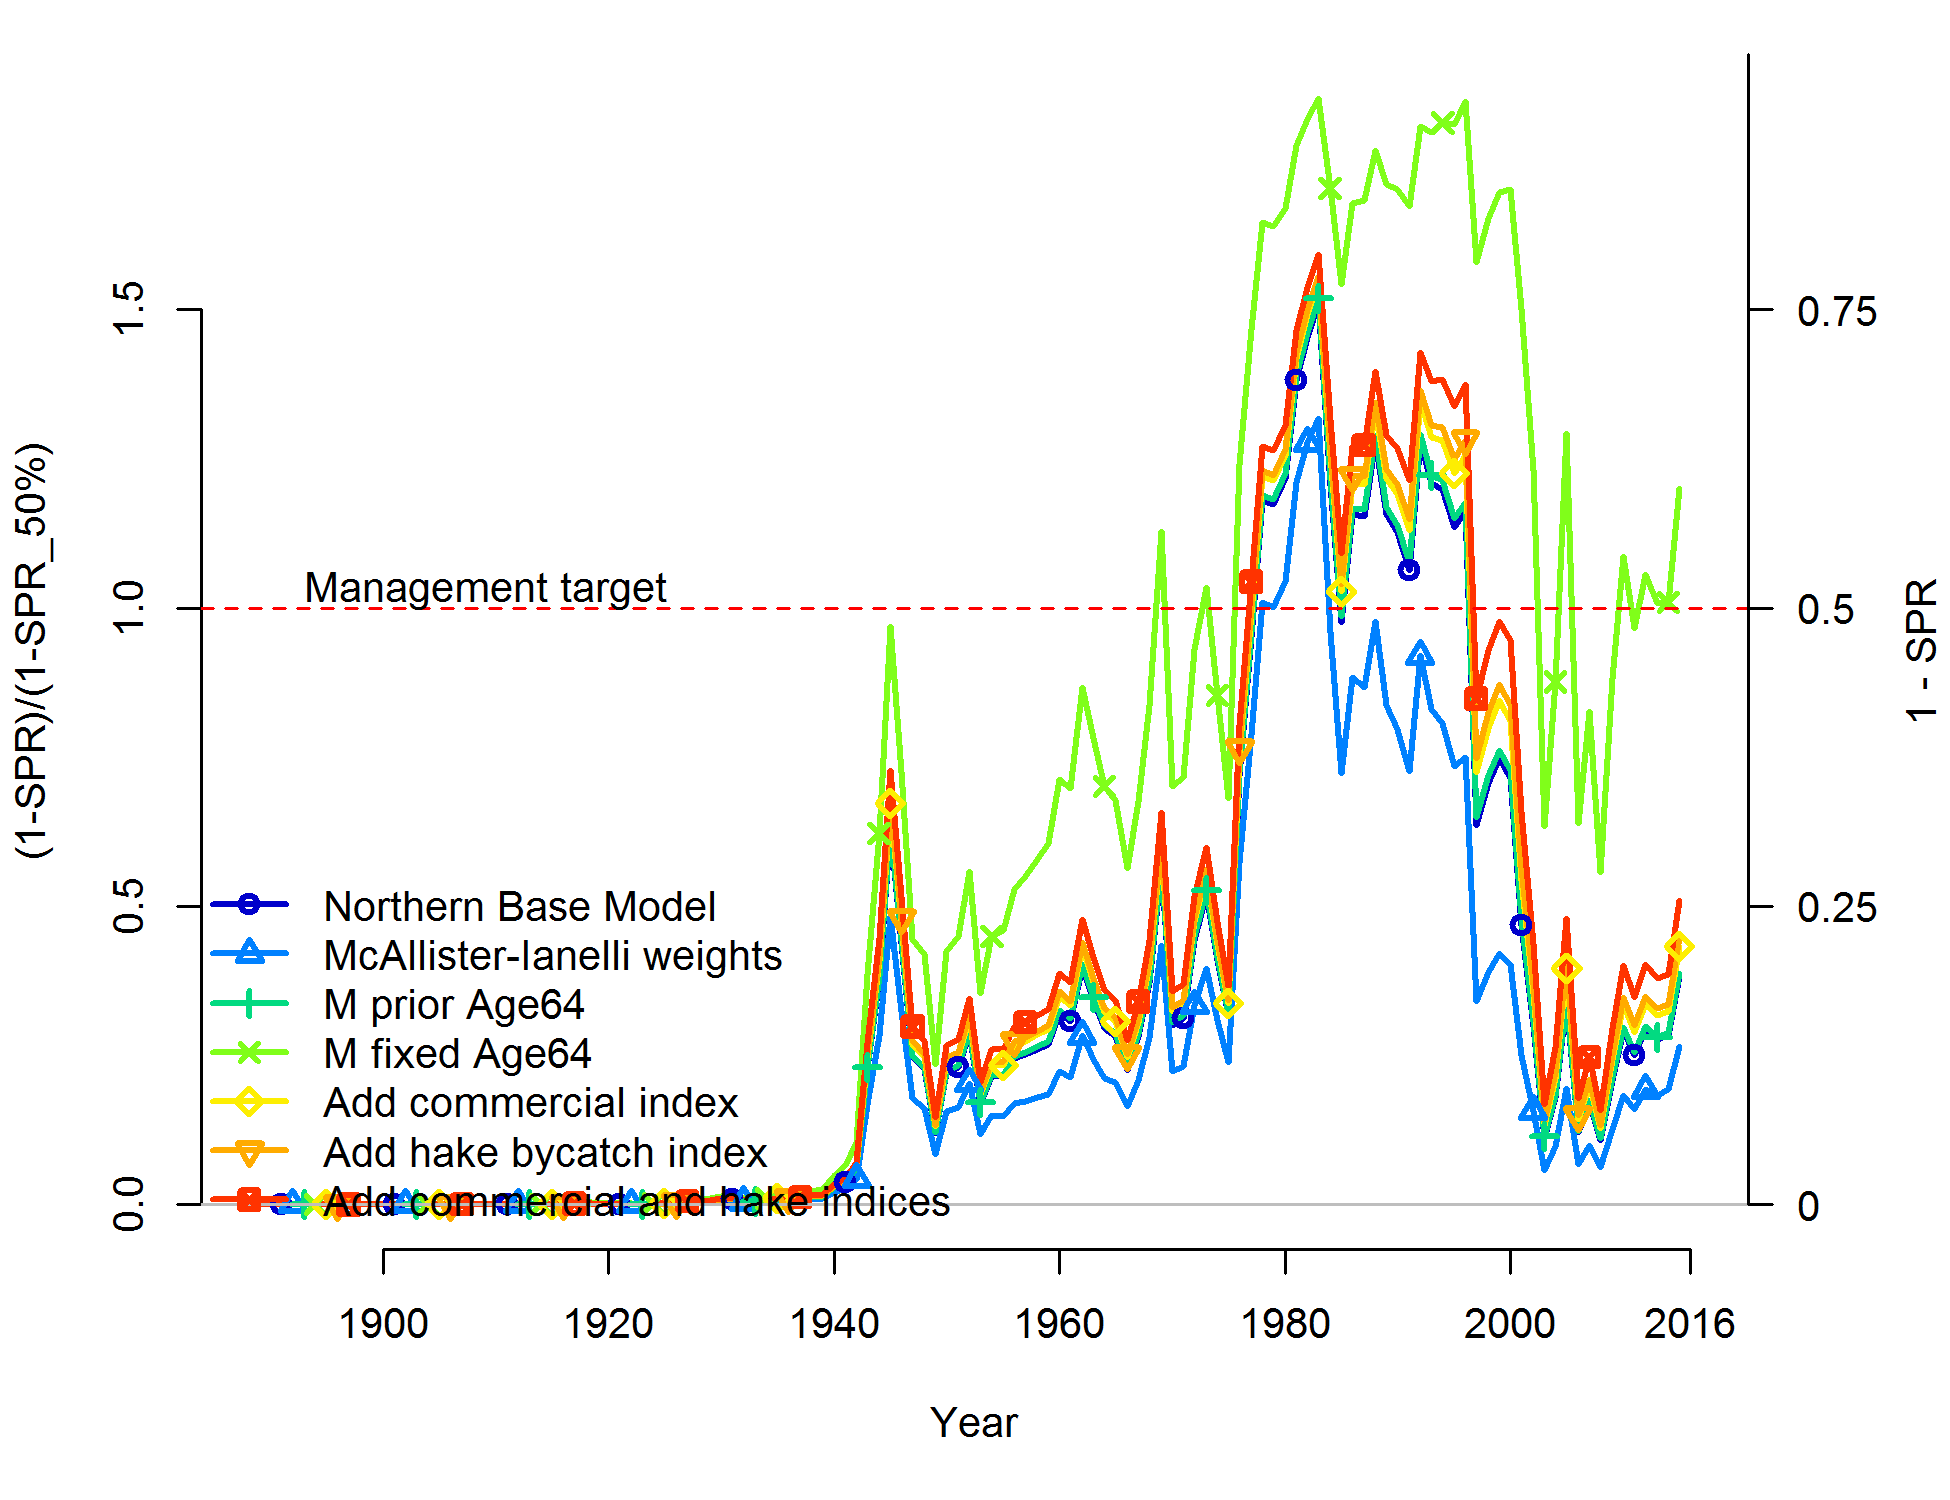 (1-SPR)/(1-SPR_50%)
1.5
1.0
0.5
0.0
Management target
Northern Base Model
McAllister-Ianelli weights
M prior Age64
M fixed Age64
Add commercial index
Add hake bycatch index
Add commercial and hake indices
0.75
0.5
0.25
0
1 - SPR
1900 1920 1940 1960 1980 2000 2016
Year